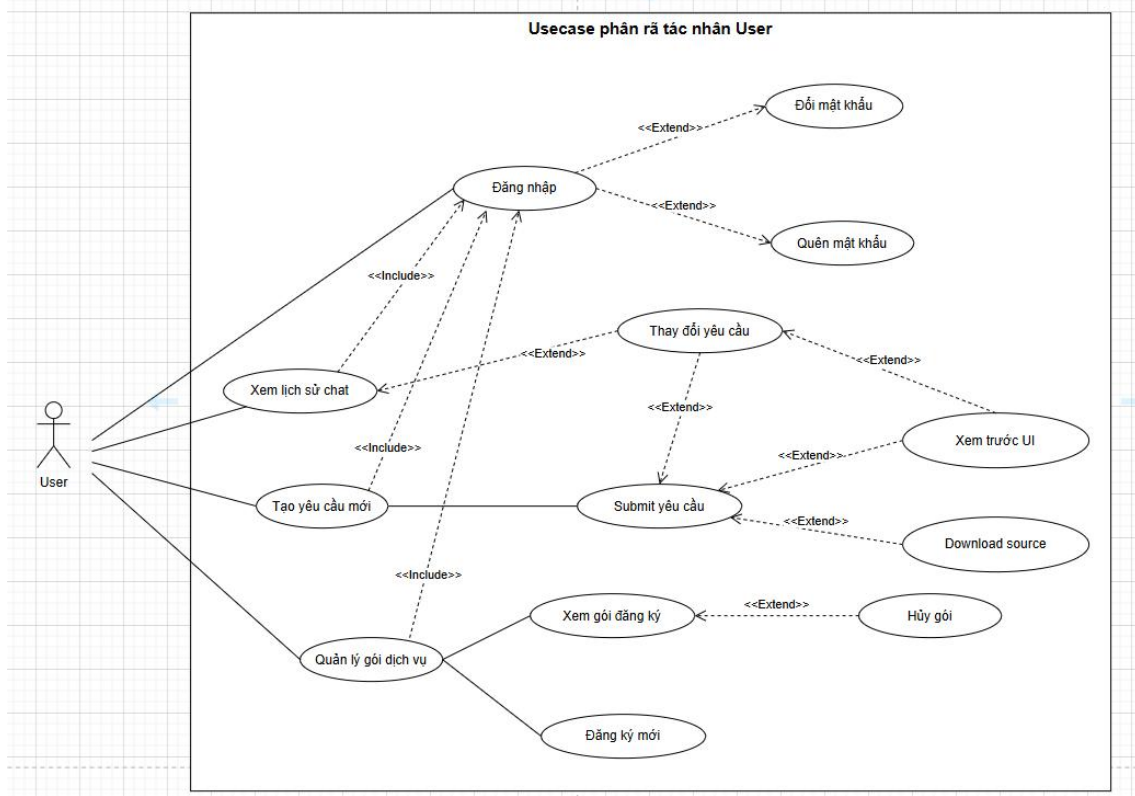 Usecase phân rã tác nhân User
Đổi mật khẩu
<<Extend>>
Đăng nhập
<<Extend>>
Quên mật khẩu
<<Include>>
Thay đổi yêu cầu
<<Extend>>
<<Extend>>
Xem lịch sử chat
<<Extend>>
Xem trước UI
<<Include>>
<<Extend>>
User
Tạo yêu cầu mới
Submit yêu cầu
<<Extend>>
Download source
<<Include>>
<<Extend>>
Xem gói đăng ký
Hủy gói
Quản lý gói dịch vụ
Đăng ký mới